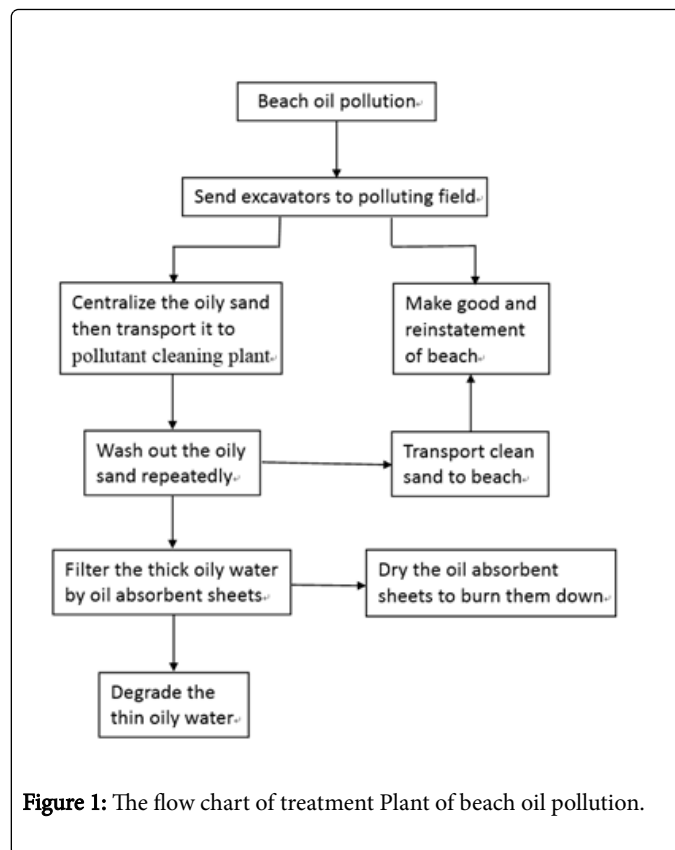 Beach oil pollution
Send excavators to polluting field
Centralize the oily sand
then transport it to
pollutant cleaning plant
Make good and
reinstatement
of beach
Wash out the oily
sand repeatedly
Transport clean
sand to beach
Filter the thick oily water
by oil absorbent sheets
Dry the oil absorbent
sheets to burn them down
Degrade the
thin oily water
Figure 1: The flow chart of treatment Plant of beach oil pollution.